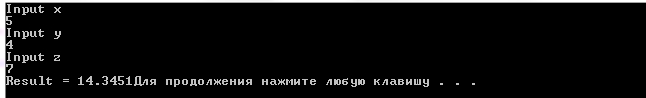 Input x
5
Input y
4
Input z
7
Result = 14.3451Для продолжения нажмите любую клавишу . . .